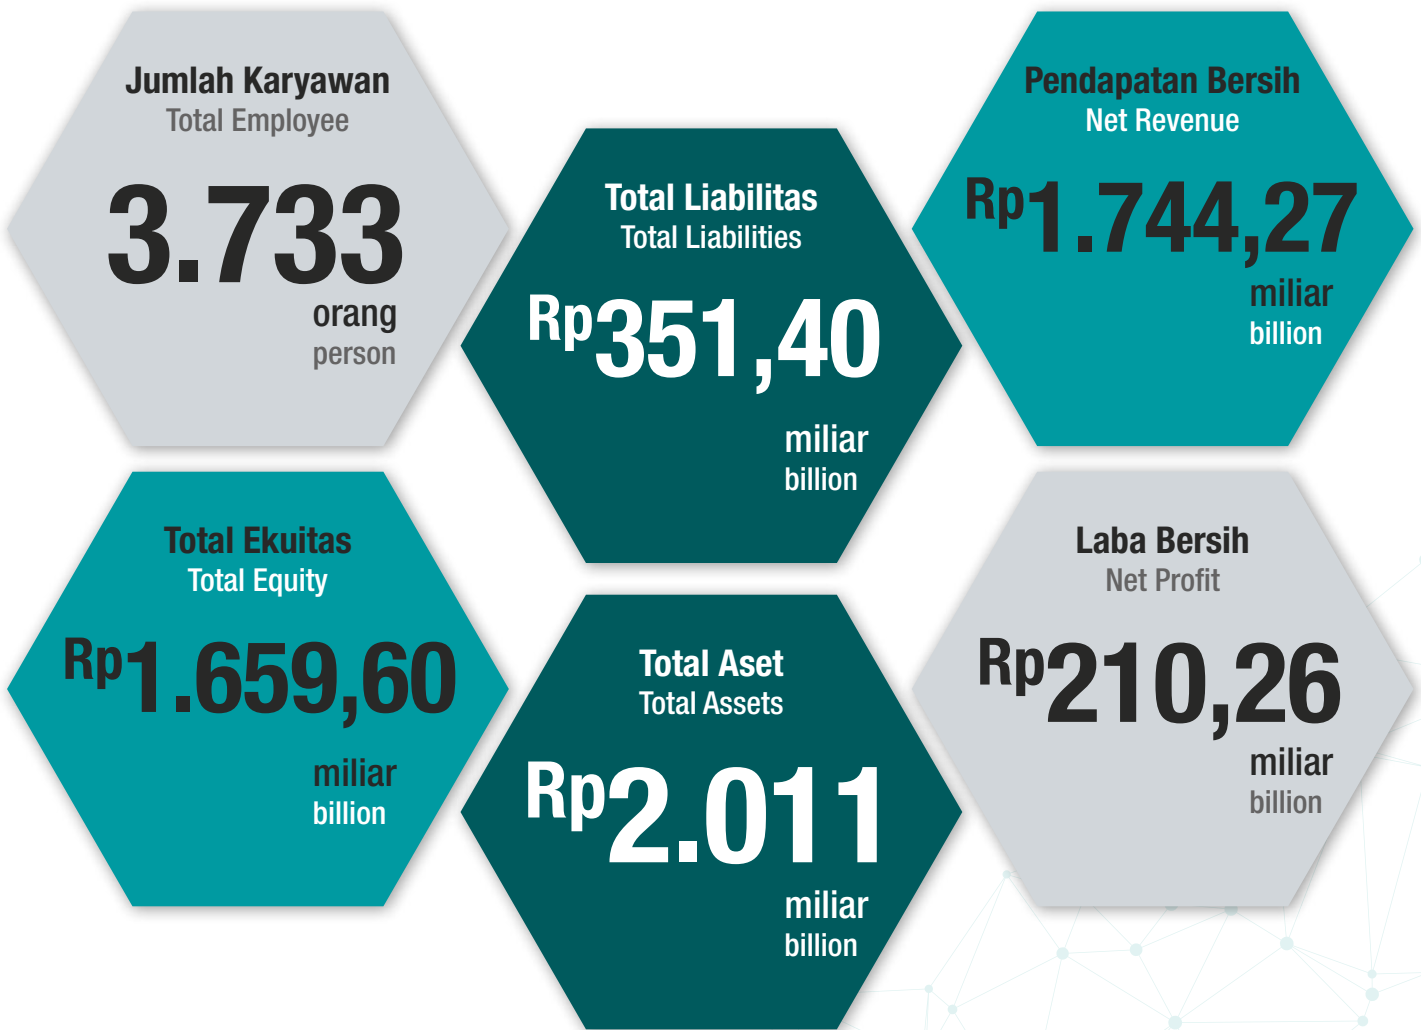 Jumlah Karyawan
Total Employee
3.733
orang
person
Total Liabilitas
Total Liabilities
Rp351,40
miliar
billion
Pendapatan Bersih
Net Revenue
Rp1.744,27
miliar
billion
Total Ekuitas
Total Equity
Rp1.659,60
miliar
billion
Total Aset
Total Assets
Rp2.011
miliar
billion
Laba Bersih
Net Profit
Rp210,26
miliar
billion